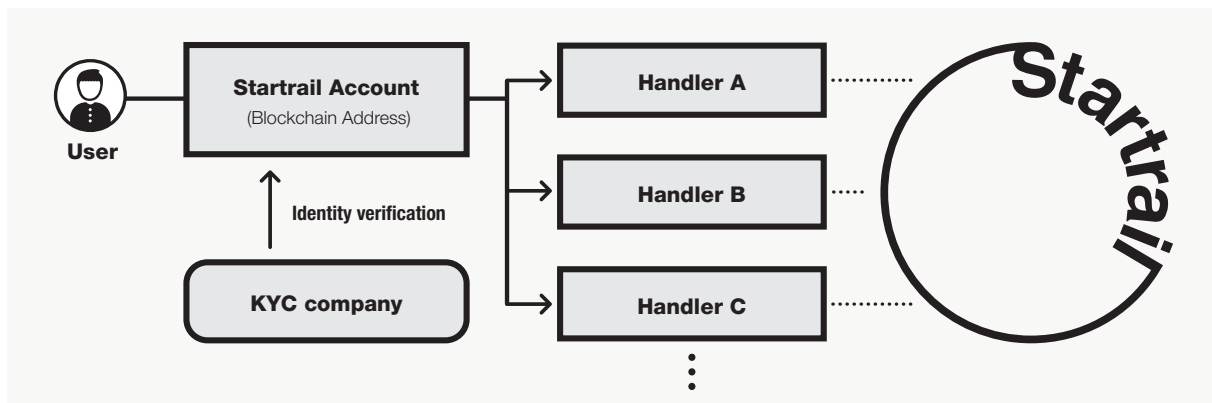 User
Startrail Account
(Blockchain Address)
Identity verification
KYC company
Handler A
Handler B
Handler C
Startrail